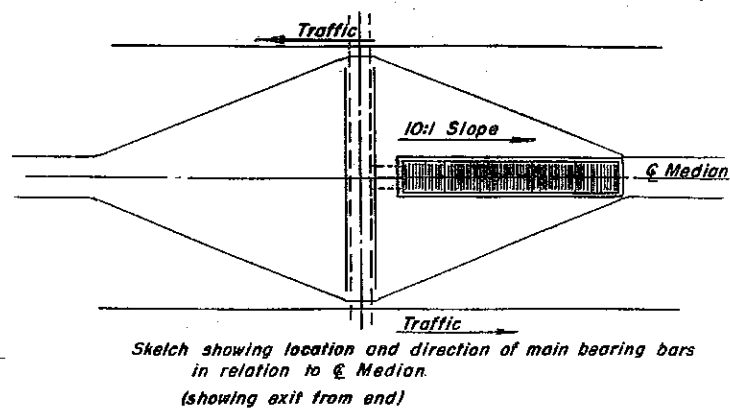 Traffic
10:1 Slope
℄ Median
Traffic
Sketch showing location and direction of main bearing bars
in relation to ℄ Median.
(showing exit from end)